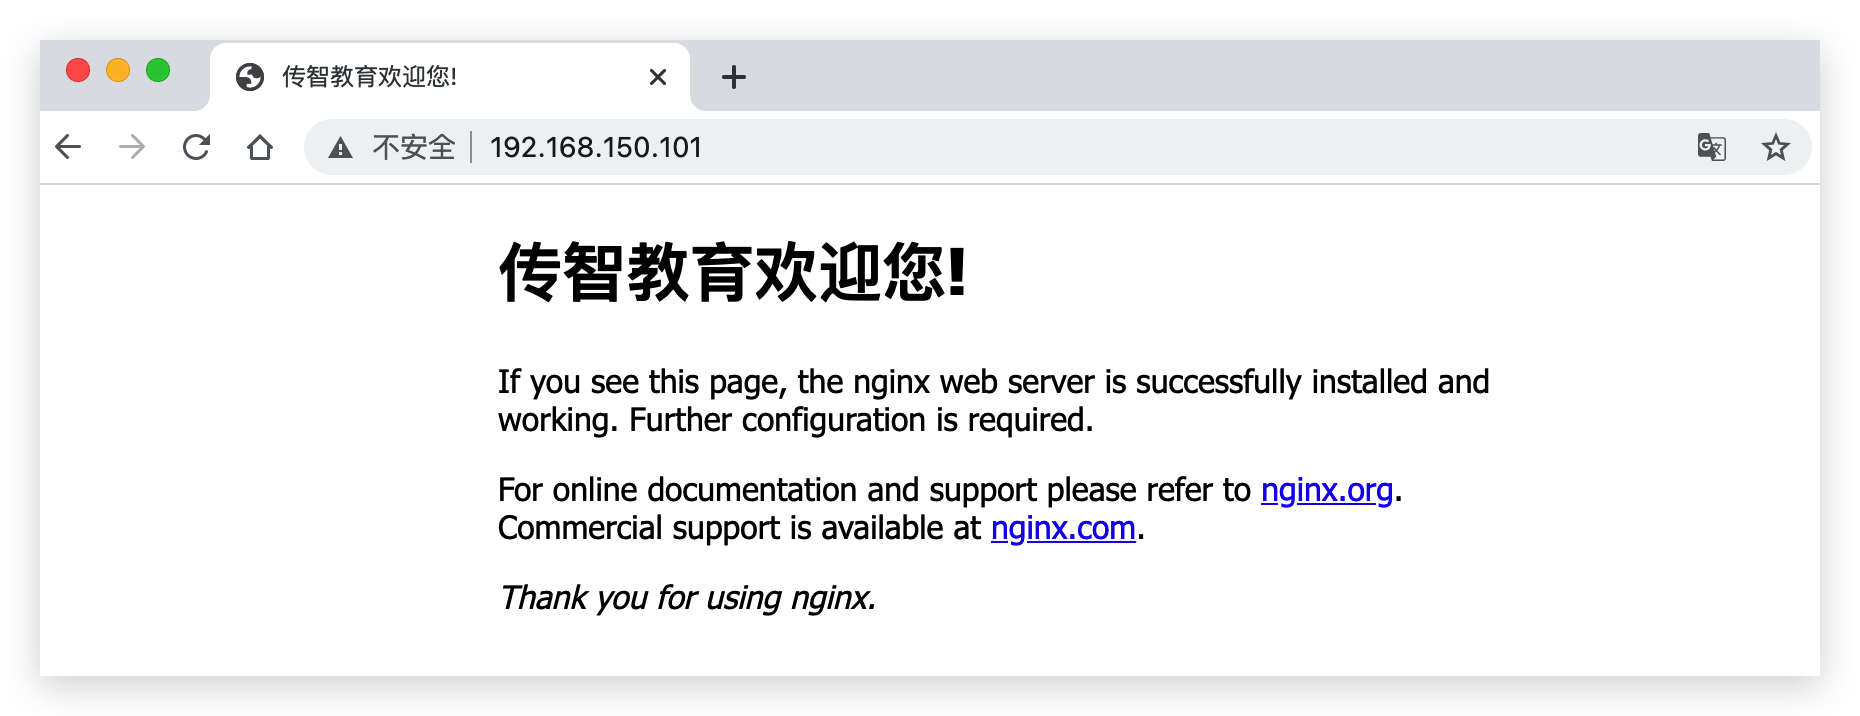 传智教育欢迎您!
不安全 192.168.150.101
传智教育欢迎您!
If you see this page, the nginx web server is successfully installed and
working. Further configuration is required.
For online documentation and support please refer to nginx.org.
Commercial support is available at nginx.com.
Thank you for using nginx.